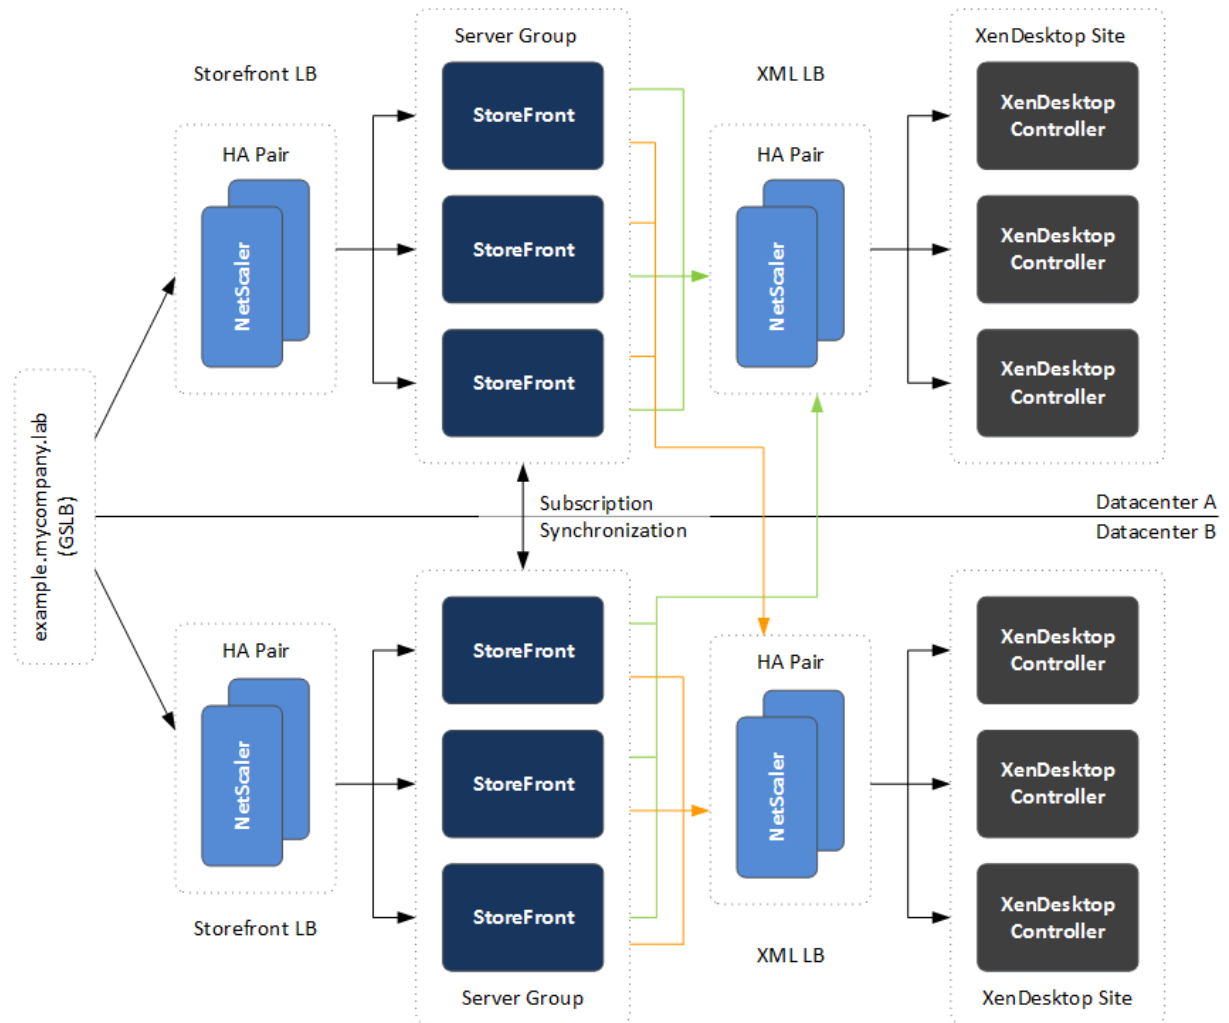 Server Group
XenDesktop Site
Storefront LB
XML LB
StoreFront
XenDesktop
Controller
HA Pair
HA Pair
NetScaler
StoreFront
NetScaler
XenDesktop
Controller
StoreFront
XenDesktop
Controller
example.mycompany.lab
(GSLB)
Subscription
Synchronization
Datacenter A
Datacenter B
StoreFront
XenDesktop
Controller
HA Pair
HA Pair
NetScaler
StoreFront
NetScaler
XenDesktop
Controller
StoreFront
XenDesktop
Controller
Storefront LB
XML LB
Server Group
XenDesktop Site